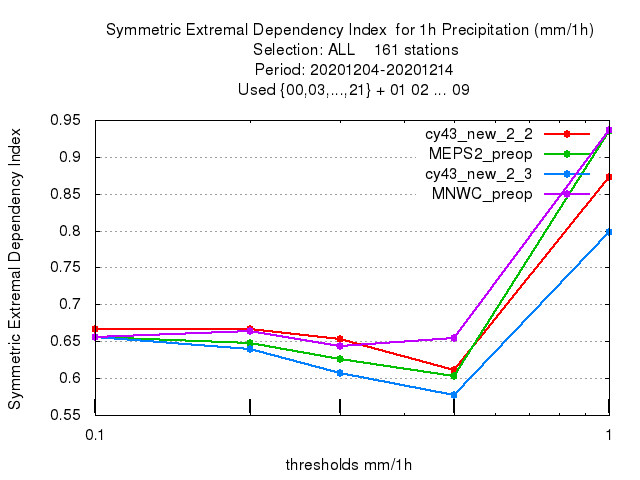 Symmetric Extremal Dependency Index  for 1h Precipitation (mm/1h)
Selection: ALL    161 stations
Period: 20201204-20201214
Used {00,03,...,21} + 01 02 ... 09
Symmetric Extremal Dependency Index
0.95
0.9
0.85
0.8
0.75
0.7
0.65
0.6
0.55
cy43_new_2_2
MEPS2_preop
cy43_new_2_3
MNWC_preop
0.1
1
thresholds mm/1h